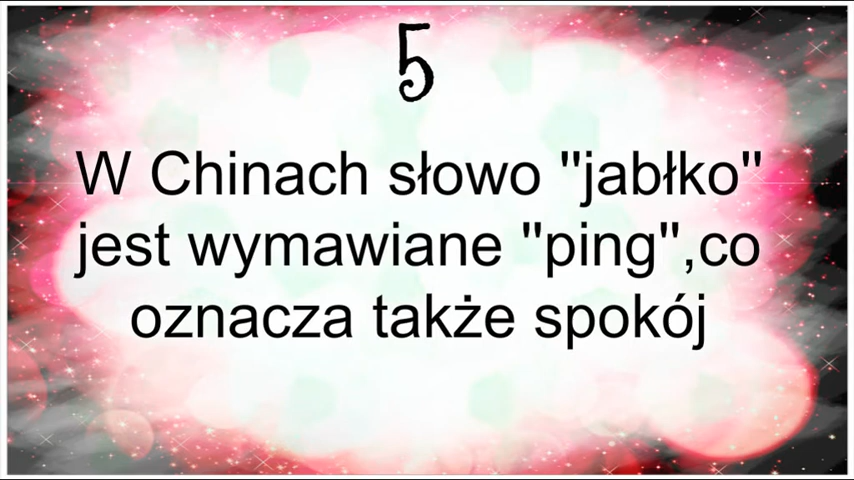 5
W Chinach słowo "jabłko"
jest wymawiane "ping",co
oznacza także spokój